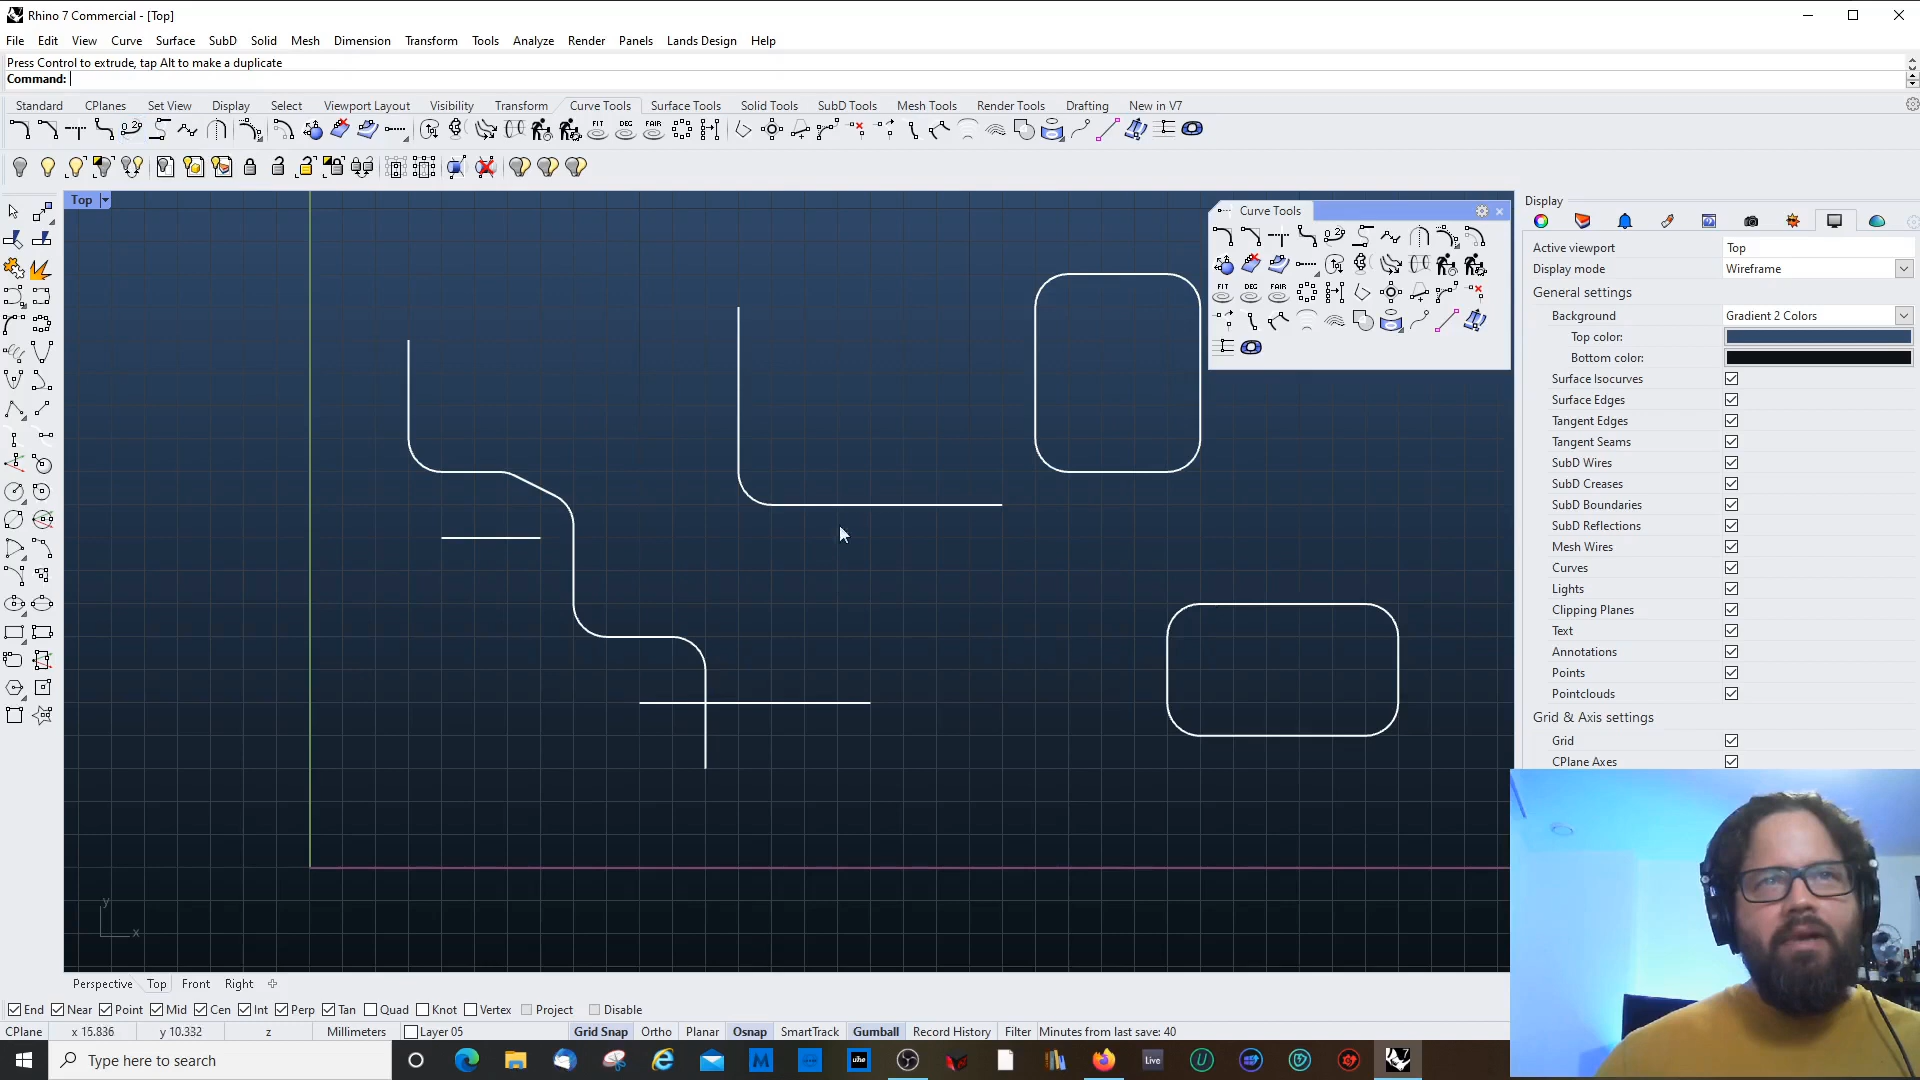 Rhino 7 Commercial - [Top]
File Edit View Curve Surface SubD Solid Mesh Dimension Transform Tools Analyze Render Panels Lands Design Help
Press Control to extrude, tap Alt to make a duplicate
Command:
Standard CPlanes Set View Display Select Viewport Layout Visibility Transform Curve Tools Surface Tools Solid Tools SubD Tools Mesh Tools Render Tools Drafting New in V7
FIT DEG FAIR
Top
Curve Tools
FIT DEG FAIR
Display
Active viewport Top
Display mode Wireframe
General settings
Background Gradient 2 Colors
Top color:
Bottom color:
Surface Isocurves
Surface Edges
Tangent Edges
Tangent Seams
SubD Wires
SubD Creases
SubD Boundaries
SubD Reflections
Mesh Wires
Curves
Lights
Clipping Planes
Text
Annotations
Points
Pointclouds
Grid & Axis settings
Grid
CPlane Axes
y
x
Perspective Top Front Right
End Near Point Mid Cen Int Perp Tan Quad Knot Vertex Project Disable
CPlane x 15.836 y 10.332 z Millimeters Layer 05 Grid Snap Ortho Planar Osnap SmartTrack Gumball Record History Filter Minutes from last save: 40
Type here to search
Live